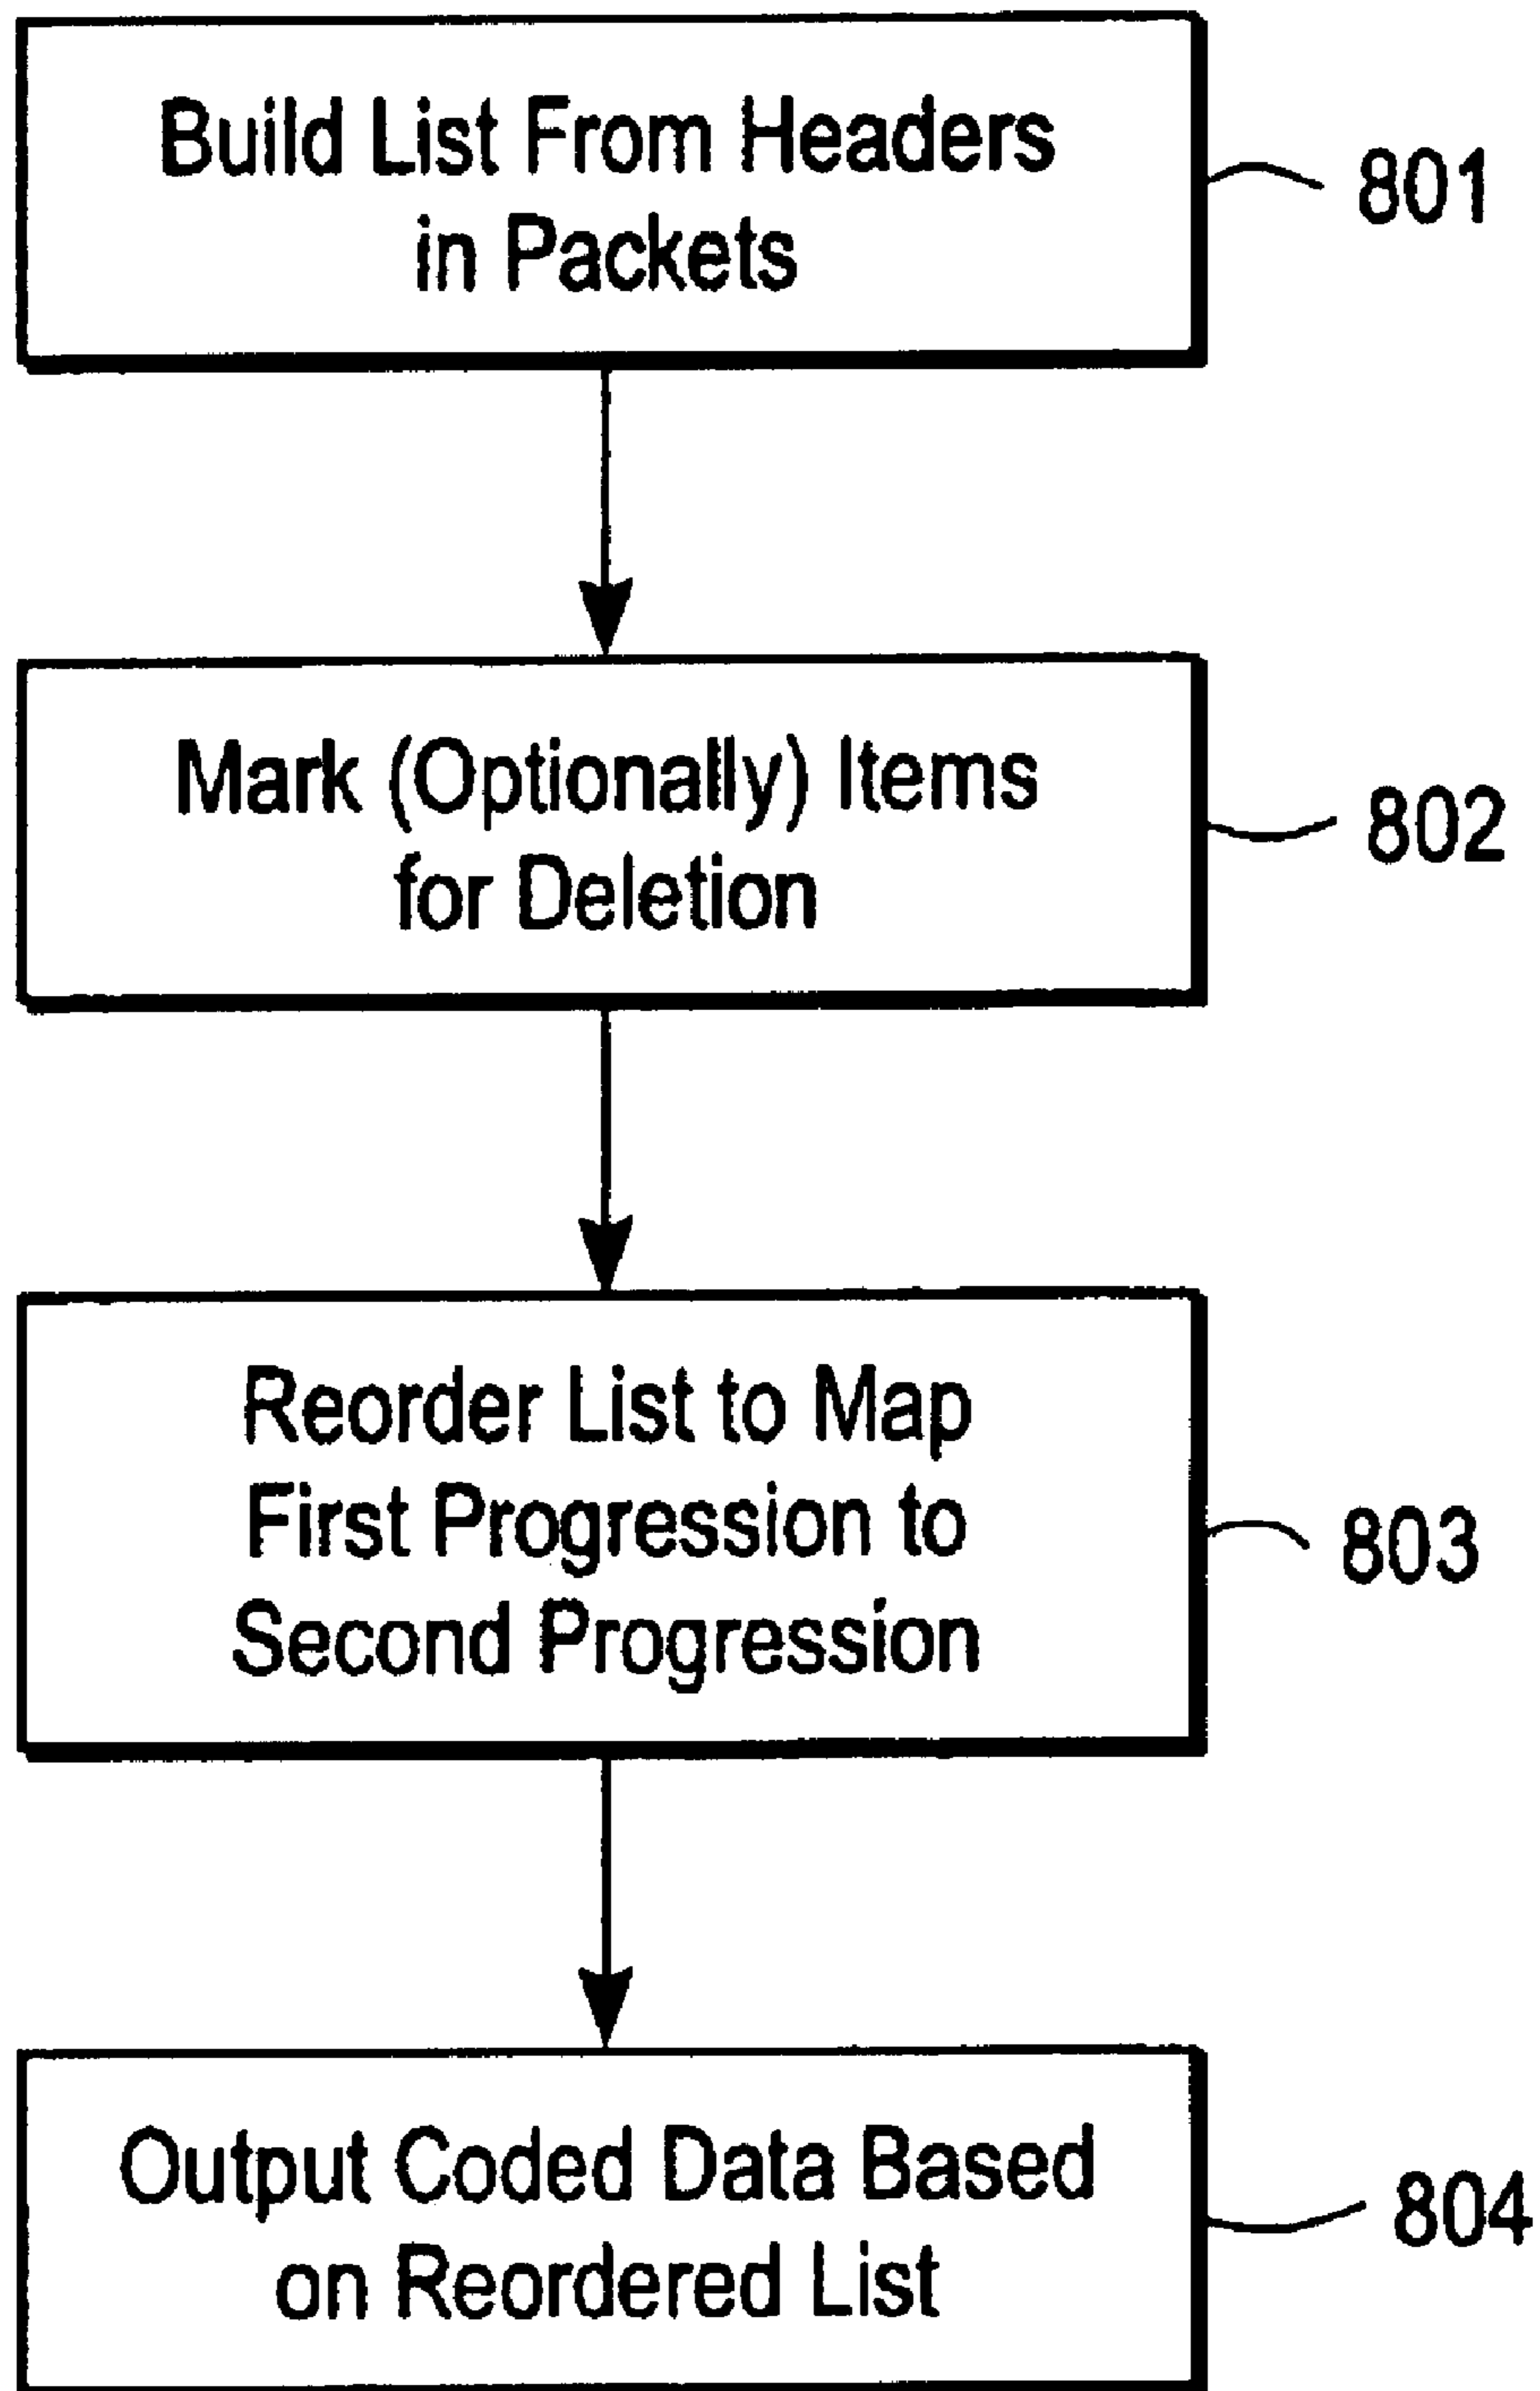 Build List From Headers
in Packets
801
Mark (Optionally) Items
for Deletion
802
Reorder List to Map
First Progression to
Second Progression
803
Output Coded Data Based
on Reordered List
804